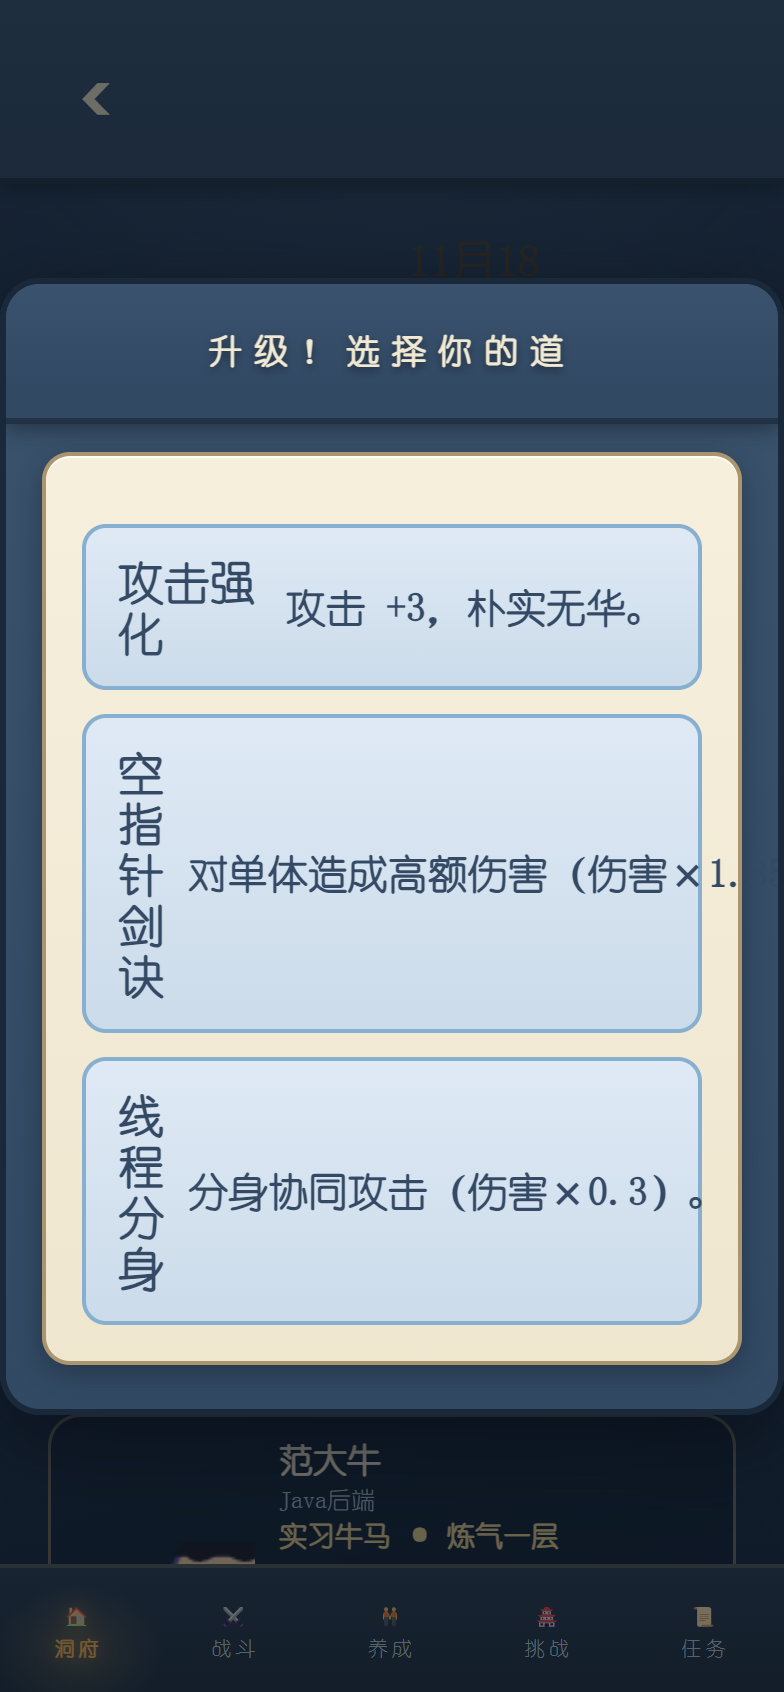 11月18
升级！选择你的道
攻击强
化
攻击 +3，朴实无华。
空
指
针
剑
诀
对单体造成高额伤害（伤害×1.
线
程
分
身
分身协同攻击（伤害×0.3）。
范大牛
Java后端
实习牛马 ● 炼气一层
洞府 战斗 养成 挑战 任务